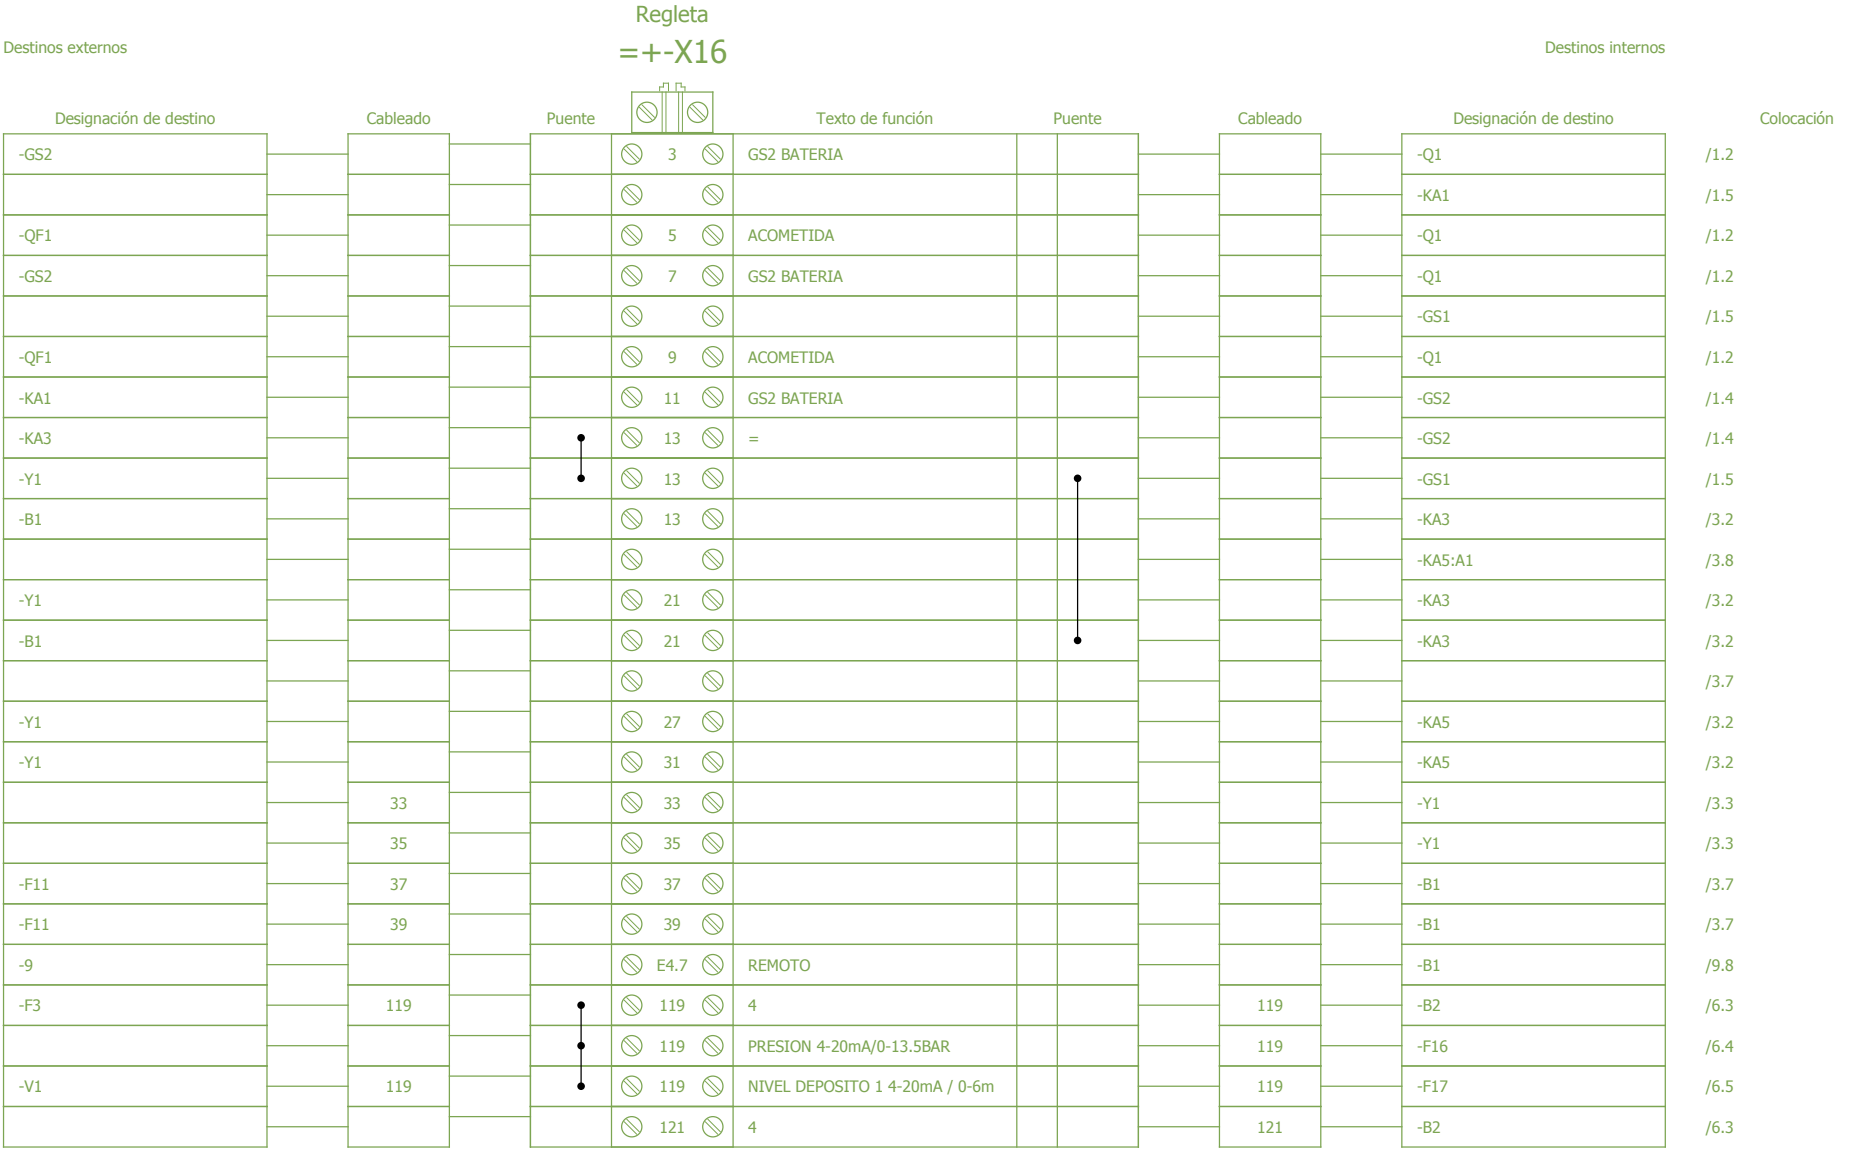 Regleta
Destinos externos =+-X16 Destinos internos
Designación de destino Cableado Puente Texto de función Puente Cableado Designación de destino Colocación
-GS2 3 GS2 BATERIA -Q1 /1.2
-KA1 /1.5
-QF1 5 ACOMETIDA -Q1 /1.2
-GS2 7 GS2 BATERIA -Q1 /1.2
-GS1 /1.5
-QF1 9 ACOMETIDA -Q1 /1.2
-KA1 11 GS2 BATERIA -GS2 /1.4
-KA3 13 = -GS2 /1.4
-Y1 13 -GS1 /1.5
-B1 13 -KA3 /3.2
-KA5:A1 /3.8
-Y1 21 -KA3 /3.2
-B1 21 -KA3 /3.2
/3.7
-Y1 27 -KA5 /3.2
-Y1 31 -KA5 /3.2
33 33 -Y1 /3.3
35 35 -Y1 /3.3
-F11 37 37 -B1 /3.7
-F11 39 39 -B1 /3.7
-9 E4.7 REMOTO -B1 /9.8
-F3 119 119 4 119 -B2 /6.3
119 PRESION 4-20mA/0-13.5BAR 119 -F16 /6.4
-V1 119 119 NIVEL DEPOSITO 1 4-20mA / 0-6m 119 -F17 /6.5
121 4 121 -B2 /6.3